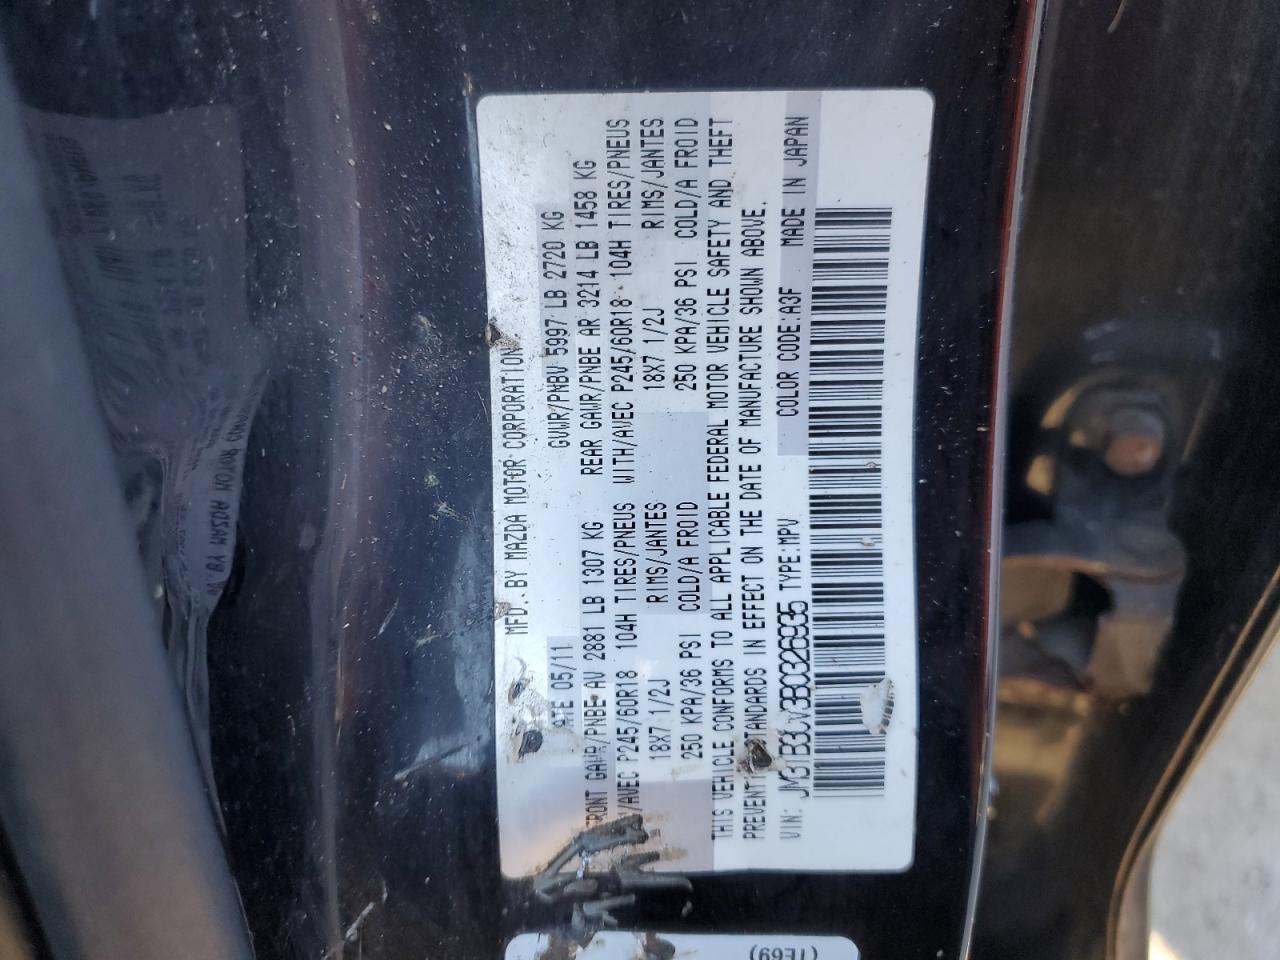 MFD. BY MAZDA MOTOR CORPORATION
DATE 05/11 GVWR/PNBV 5997 LB 2720 KG
FRONT GAWR/PNBE AV 2881 LB 1307 KG REAR GAWR/PNBE AR 3214 LB 1458 KG
/AVEC P245/60R18 104H TIRES/PNEUS WITH/AVEC P245/60R18 104H TIRES/PNEUS
18X7 1/2J RIMS/JANTES 18X7 1/2J RIMS/JANTES
250 KPA/36 PSI COLD/A FROID 250 KPA/36 PSI COLD/A FROID
THIS VEHICLE CONFORMS TO ALL APPLICABLE FEDERAL MOTOR VEHICLE SAFETY AND THEFT
PREVENTION STANDARDS IN EFFECT ON THE DATE OF MANUFACTURE SHOWN ABOVE.
VIN: JM3TB3CV3B0326935 TYPE:MPV COLOR CODE:A3F MADE IN JAPAN
(TE69)